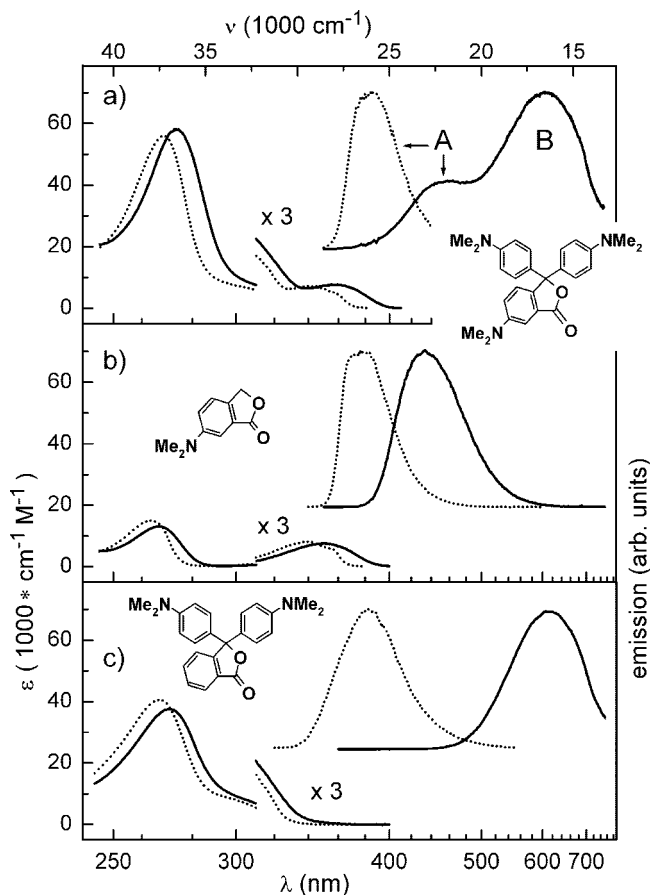 ν (1000 cm⁻¹)
40 35 30 25 20 15
a)
60
40
20
0
x 3
A
B
Me₂N
NMe₂
O
O
Me₂N
b)
60
40
20
0
x 3
O
O
Me₂N
c)
60
40
20
0
x 3
Me₂N
NMe₂
O
O
250 300 400 500 600 700
λ (nm)
ε ( 1000 * cm⁻¹ M⁻¹ )
emission (arb. units)